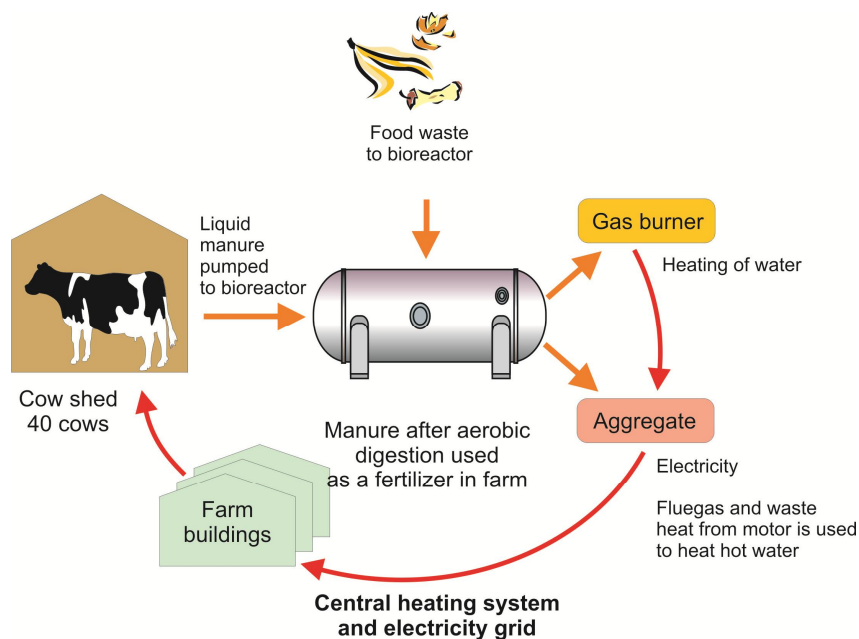 Food waste
to bioreactor
Liquid
manure
pumped
to bioreactor
Gas burner
Heating of water
Cow shed
40 cows
Manure after aerobic
digestion used
as a fertilizer in farm
Aggregate
Electricity
Fluegas and waste
heat from motor is used
to heat hot water
Farm
buildings
Central heating system
and electricity grid